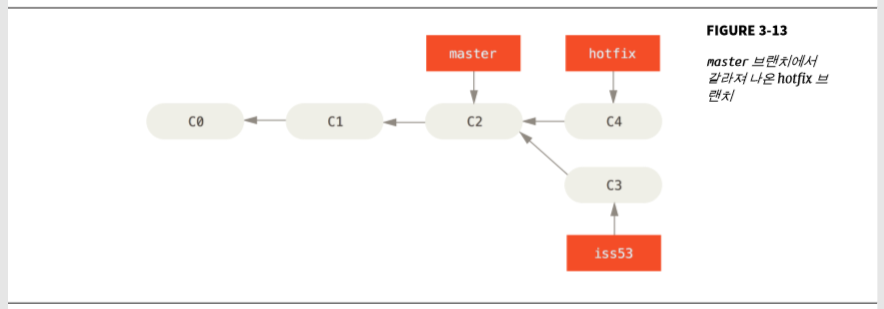 FIGURE 3-13
master 브랜치에서
갈라져 나온 hotfix 브
랜치
master
hotfix
C0
C1
C2
C4
C3
iss53